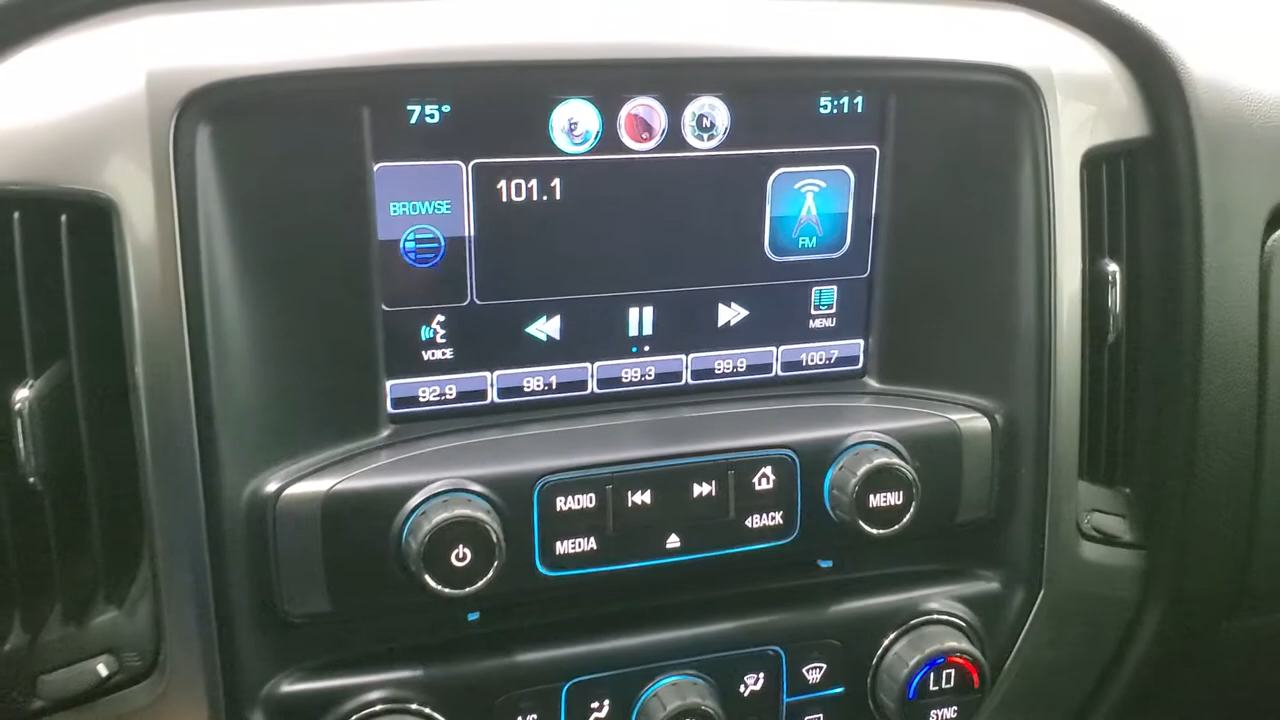 75°
N
5:11
BROWSE
101.1
FM
VOICE
MENU
92.9
98.1
99.3
99.9
100.7
RADIO
MEDIA
◁BACK
MENU
A/C
LO
SYNC